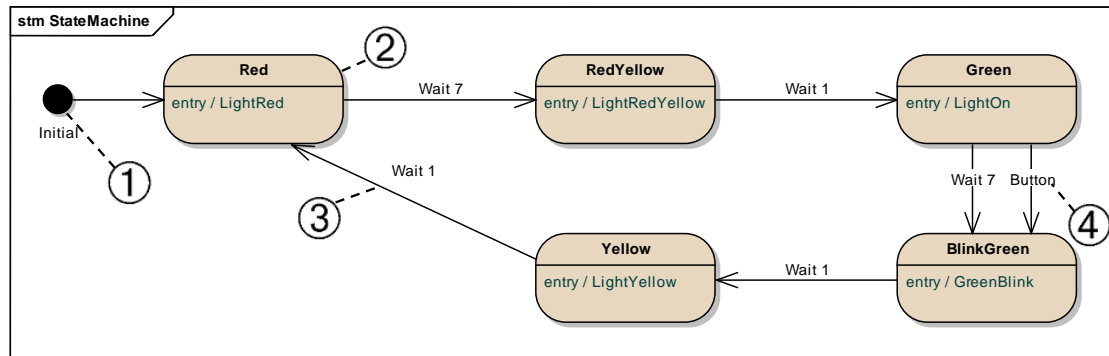 stm StateMachine
②
Red
entry / LightRed
Wait 7
RedYellow
entry / LightRedYellow
Wait 1
Green
entry / LightOn
Initial
①
Wait 1
③
Wait 7
Button
④
Yellow
entry / LightYellow
Wait 1
BlinkGreen
entry / GreenBlink